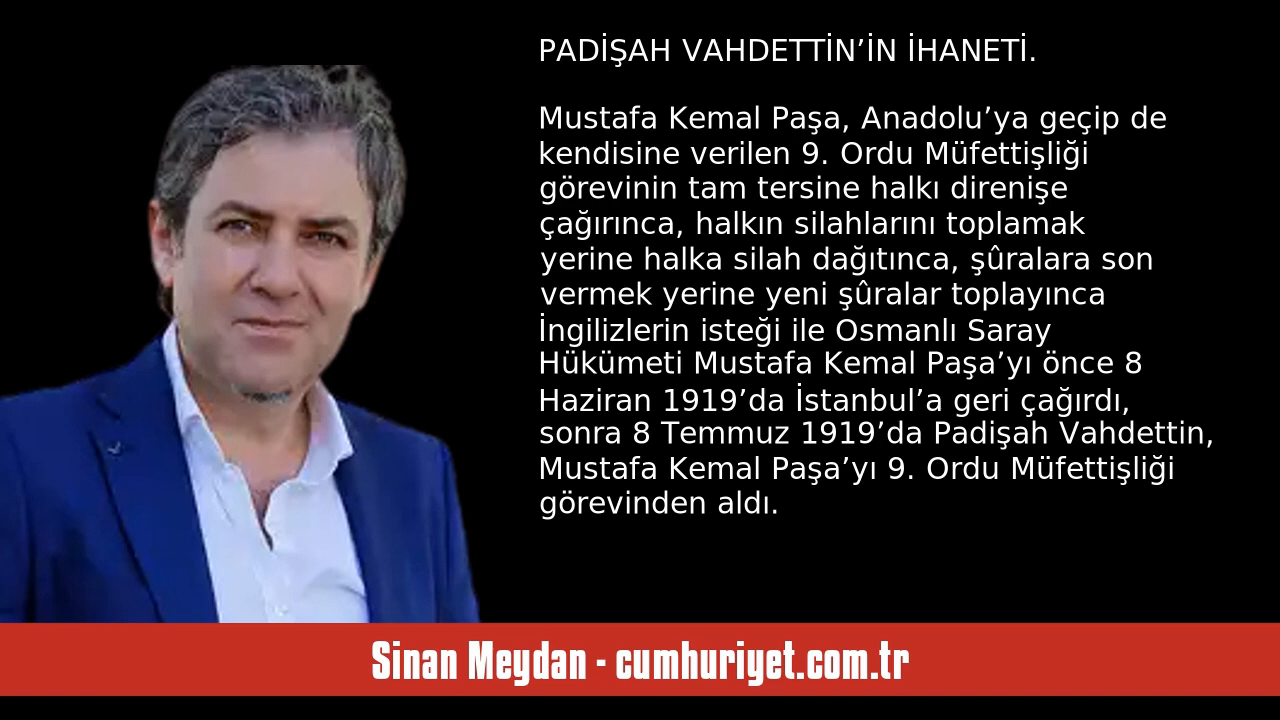 PADİŞAH VAHDETTİN’İN İHANETİ.
Mustafa Kemal Paşa, Anadolu’ya geçip de
kendisine verilen 9. Ordu Müfettişliği
görevinin tam tersine halkı direnişe
çağırınca, halkın silahlarını toplamak
yerine halka silah dağıtınca, şûralara son
vermek yerine yeni şûralar toplayınca
İngilizlerin isteği ile Osmanlı Saray
Hükümeti Mustafa Kemal Paşa’yı önce 8
Haziran 1919’da İstanbul’a geri çağırdı,
sonra 8 Temmuz 1919’da Padişah Vahdettin,
Mustafa Kemal Paşa’yı 9. Ordu Müfettişliği
görevinden aldı.
Sinan Meydan - cumhuriyet.com.tr